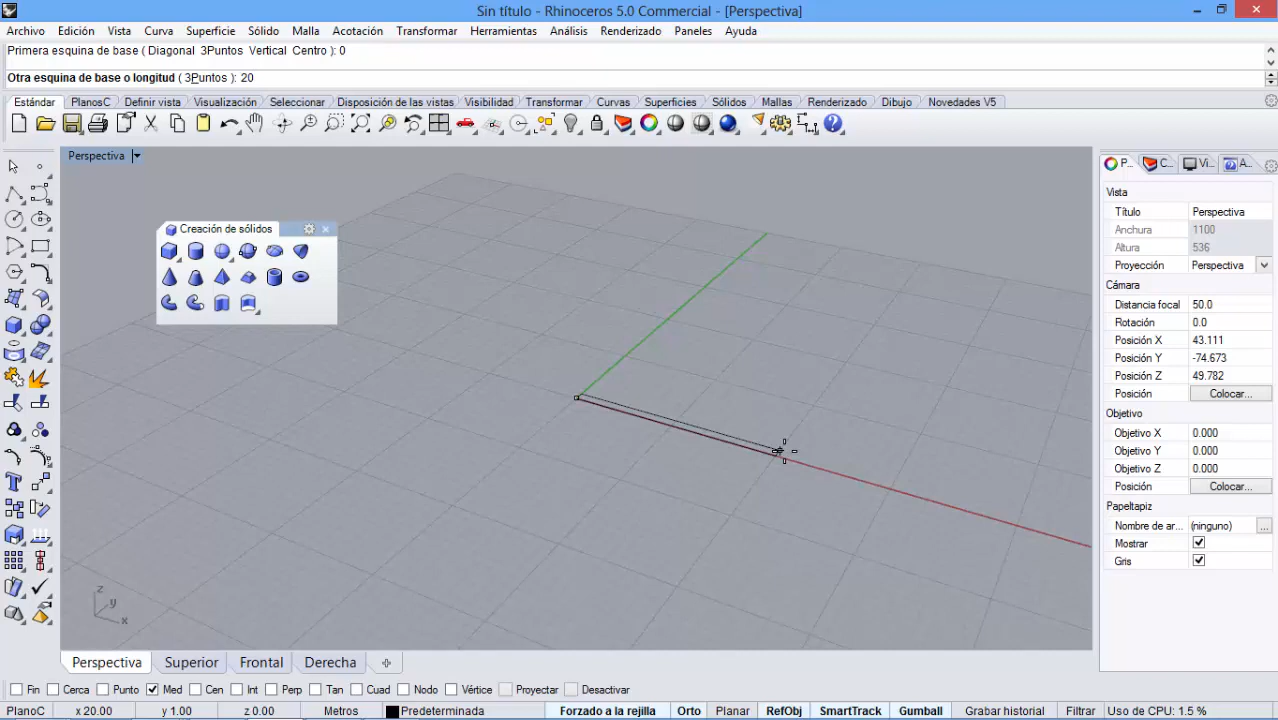 Sin título - Rhinoceros 5.0 Commercial - [Perspectiva]
Archivo Edición Vista Curva Superficie Sólido Malla Acotación Transformar Herramientas Análisis Renderizado Paneles Ayuda
Primera esquina de base ( Diagonal 3Puntos Vertical Centro ): 0
Otra esquina de base o longitud ( 3Puntos ): 20
Estándar PlanosC Definir vista Visualización Seleccionar Disposición de las vistas Visibilidad Transformar Curvas Superficies Sólidos Mallas Renderizado Dibujo Novedades V5
Perspectiva
P... C... Vi... A...
Creación de sólidos
Vista
Título Perspectiva
Anchura 1100
Altura 536
Proyección Perspectiva
Cámara
Distancia focal 50.0
Rotación 0.0
Posición X 43.111
Posición Y -74.673
Posición Z 49.782
Posición Colocar...
Objetivo
Objetivo X 0.000
Objetivo Y 0.000
Objetivo Z 0.000
Posición Colocar...
Papeltapiz
Nombre de ar... (ninguno) ...
Mostrar
Gris
z
y
x
Perspectiva Superior Frontal Derecha
Fin Cerca Punto Med Cen Int Perp Tan Cuad Nodo Vértice Proyectar Desactivar
PlanoC x 20.00 y 1.00 z 0.00 Metros Predeterminada Forzado a la rejilla Orto Planar RefObj SmartTrack Gumball Grabar historial Filtrar Uso de CPU: 1.5 %